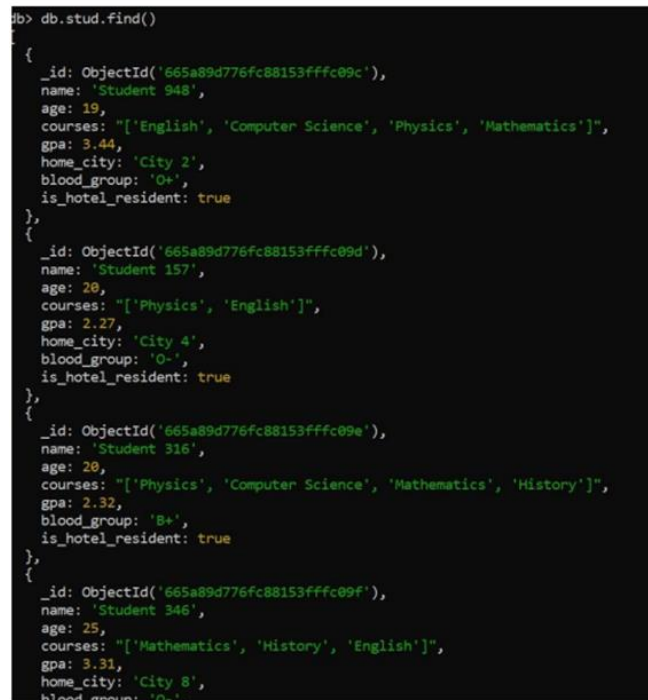 db> db.stud.find()
[
{
_id: ObjectId('665a89d776fc88153fffc09c'),
name: 'Student 948',
age: 19,
courses: "['English', 'Computer Science', 'Physics', 'Mathematics']",
gpa: 3.44,
home_city: 'City 2',
blood_group: 'O+',
is_hotel_resident: true
},
{
_id: ObjectId('665a89d776fc88153fffc09d'),
name: 'Student 157',
age: 20,
courses: "['Physics', 'English']",
gpa: 2.27,
home_city: 'City 4',
blood_group: 'O-',
is_hotel_resident: true
},
{
_id: ObjectId('665a89d776fc88153fffc09e'),
name: 'Student 316',
age: 20,
courses: "['Physics', 'Computer Science', 'Mathematics', 'History']",
gpa: 2.32,
blood_group: 'B+',
is_hotel_resident: true
},
{
_id: ObjectId('665a89d776fc88153fffc09f'),
name: 'Student 346',
age: 25,
courses: "['Mathematics', 'History', 'English']",
gpa: 3.31,
home_city: 'City 8',
blood_group: